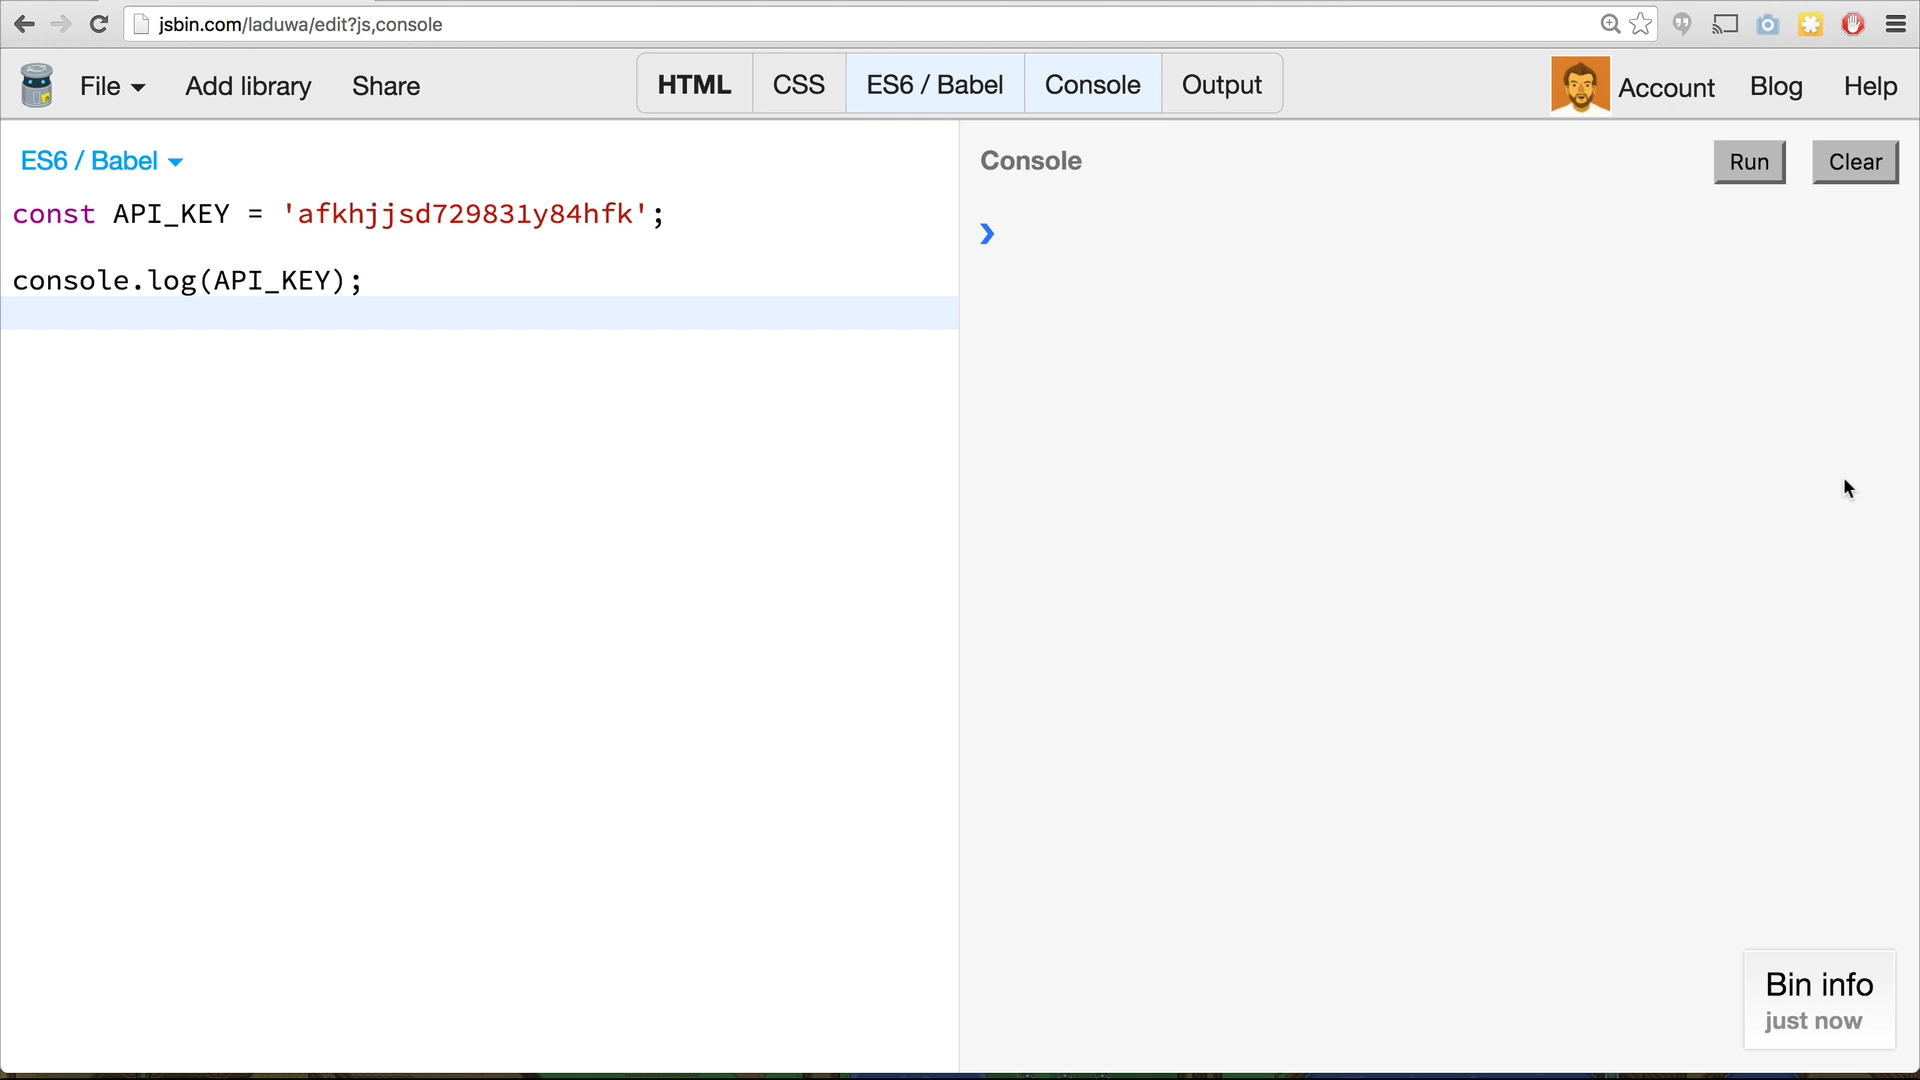 jsbin.com/laduwa/edit?js,console
File Add library Share HTML CSS ES6 / Babel Console Output Account Blog Help
ES6 / Babel
const API_KEY = 'afkhjjsd729831y84hfk';
console.log(API_KEY);
Console Run Clear
❯
Bin info
just now